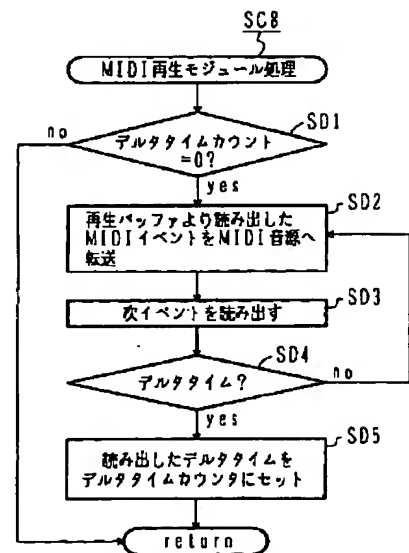 SC8
MIDI再生モジュール処理
デルタタイムカウント
=0?
SD1
no
yes
SD2
再生バッファより読み出した
MIDIイベントをMIDI音源へ
転送
SD3
次イベントを読み出す
SD4
デルタタイム?
no
yes
SD5
読み出したデルタタイムを
デルタタイムカウンタにセット
return